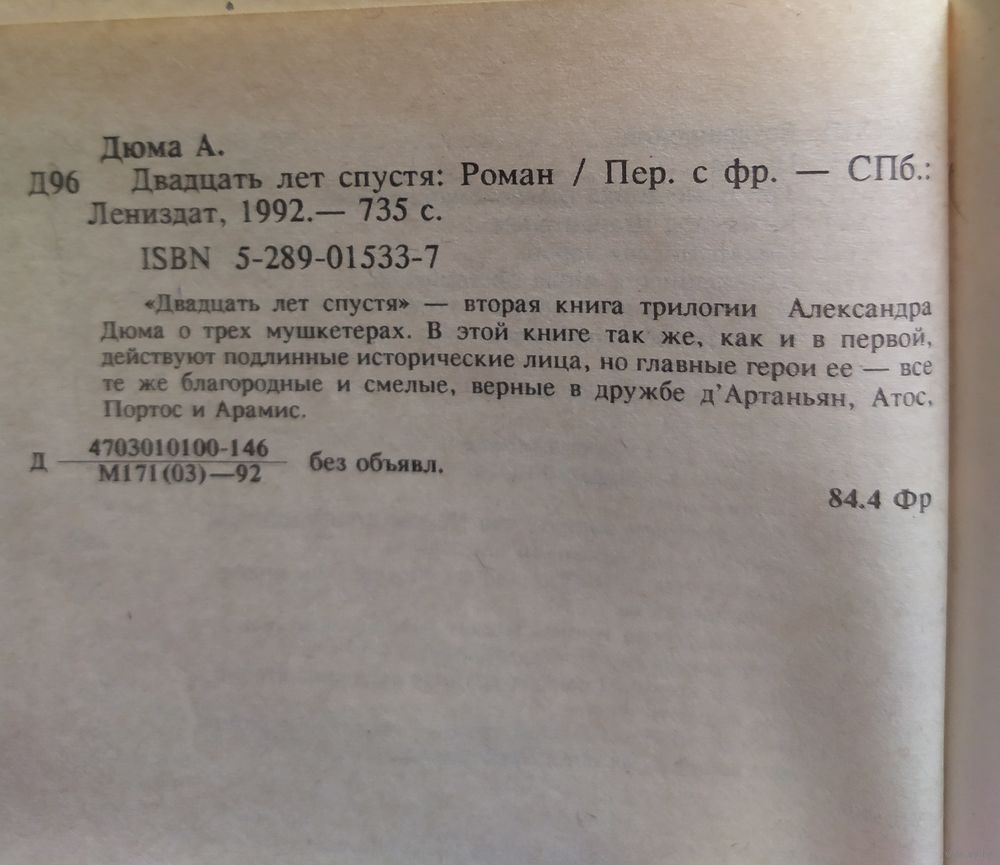 Дюма А.
Д96 Двадцать лет спустя: Роман / Пер. с фр. — СПб.:
Лениздат, 1992.— 735 с.
ISBN 5-289-01533-7
«Двадцать лет спустя» — вторая книга трилогии Александра
Дюма о трех мушкетерах. В этой книге так же, как и в первой,
действуют подлинные исторические лица, но главные герои ее — все
те же благородные и смелые, верные в дружбе д’Артаньян, Атос,
Портос и Арамис.
4703010100-146
Д
М171(03)—92
без объявл.
84.4 Фр